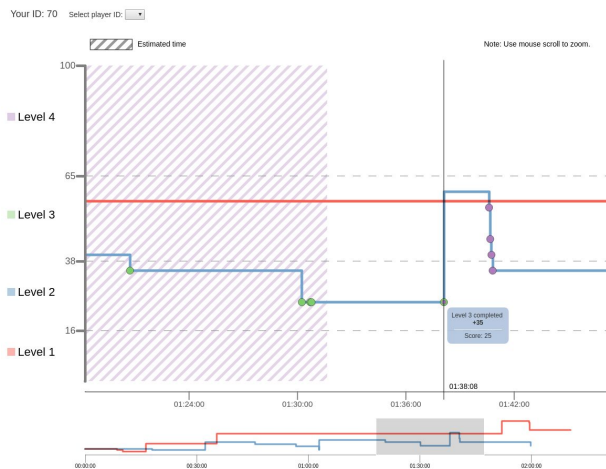 Your ID: 70 Select player ID:
Estimated time
Note: Use mouse scroll to zoom.
100
Level 4
65
Level 3
38
Level 2
Level 3 completed
+35
Score: 25
16
Level 1
01:38:08
01:24:00 01:30:00 01:36:00 01:42:00
00:00:00 00:30:00 01:00:00 01:30:00 02:00:00